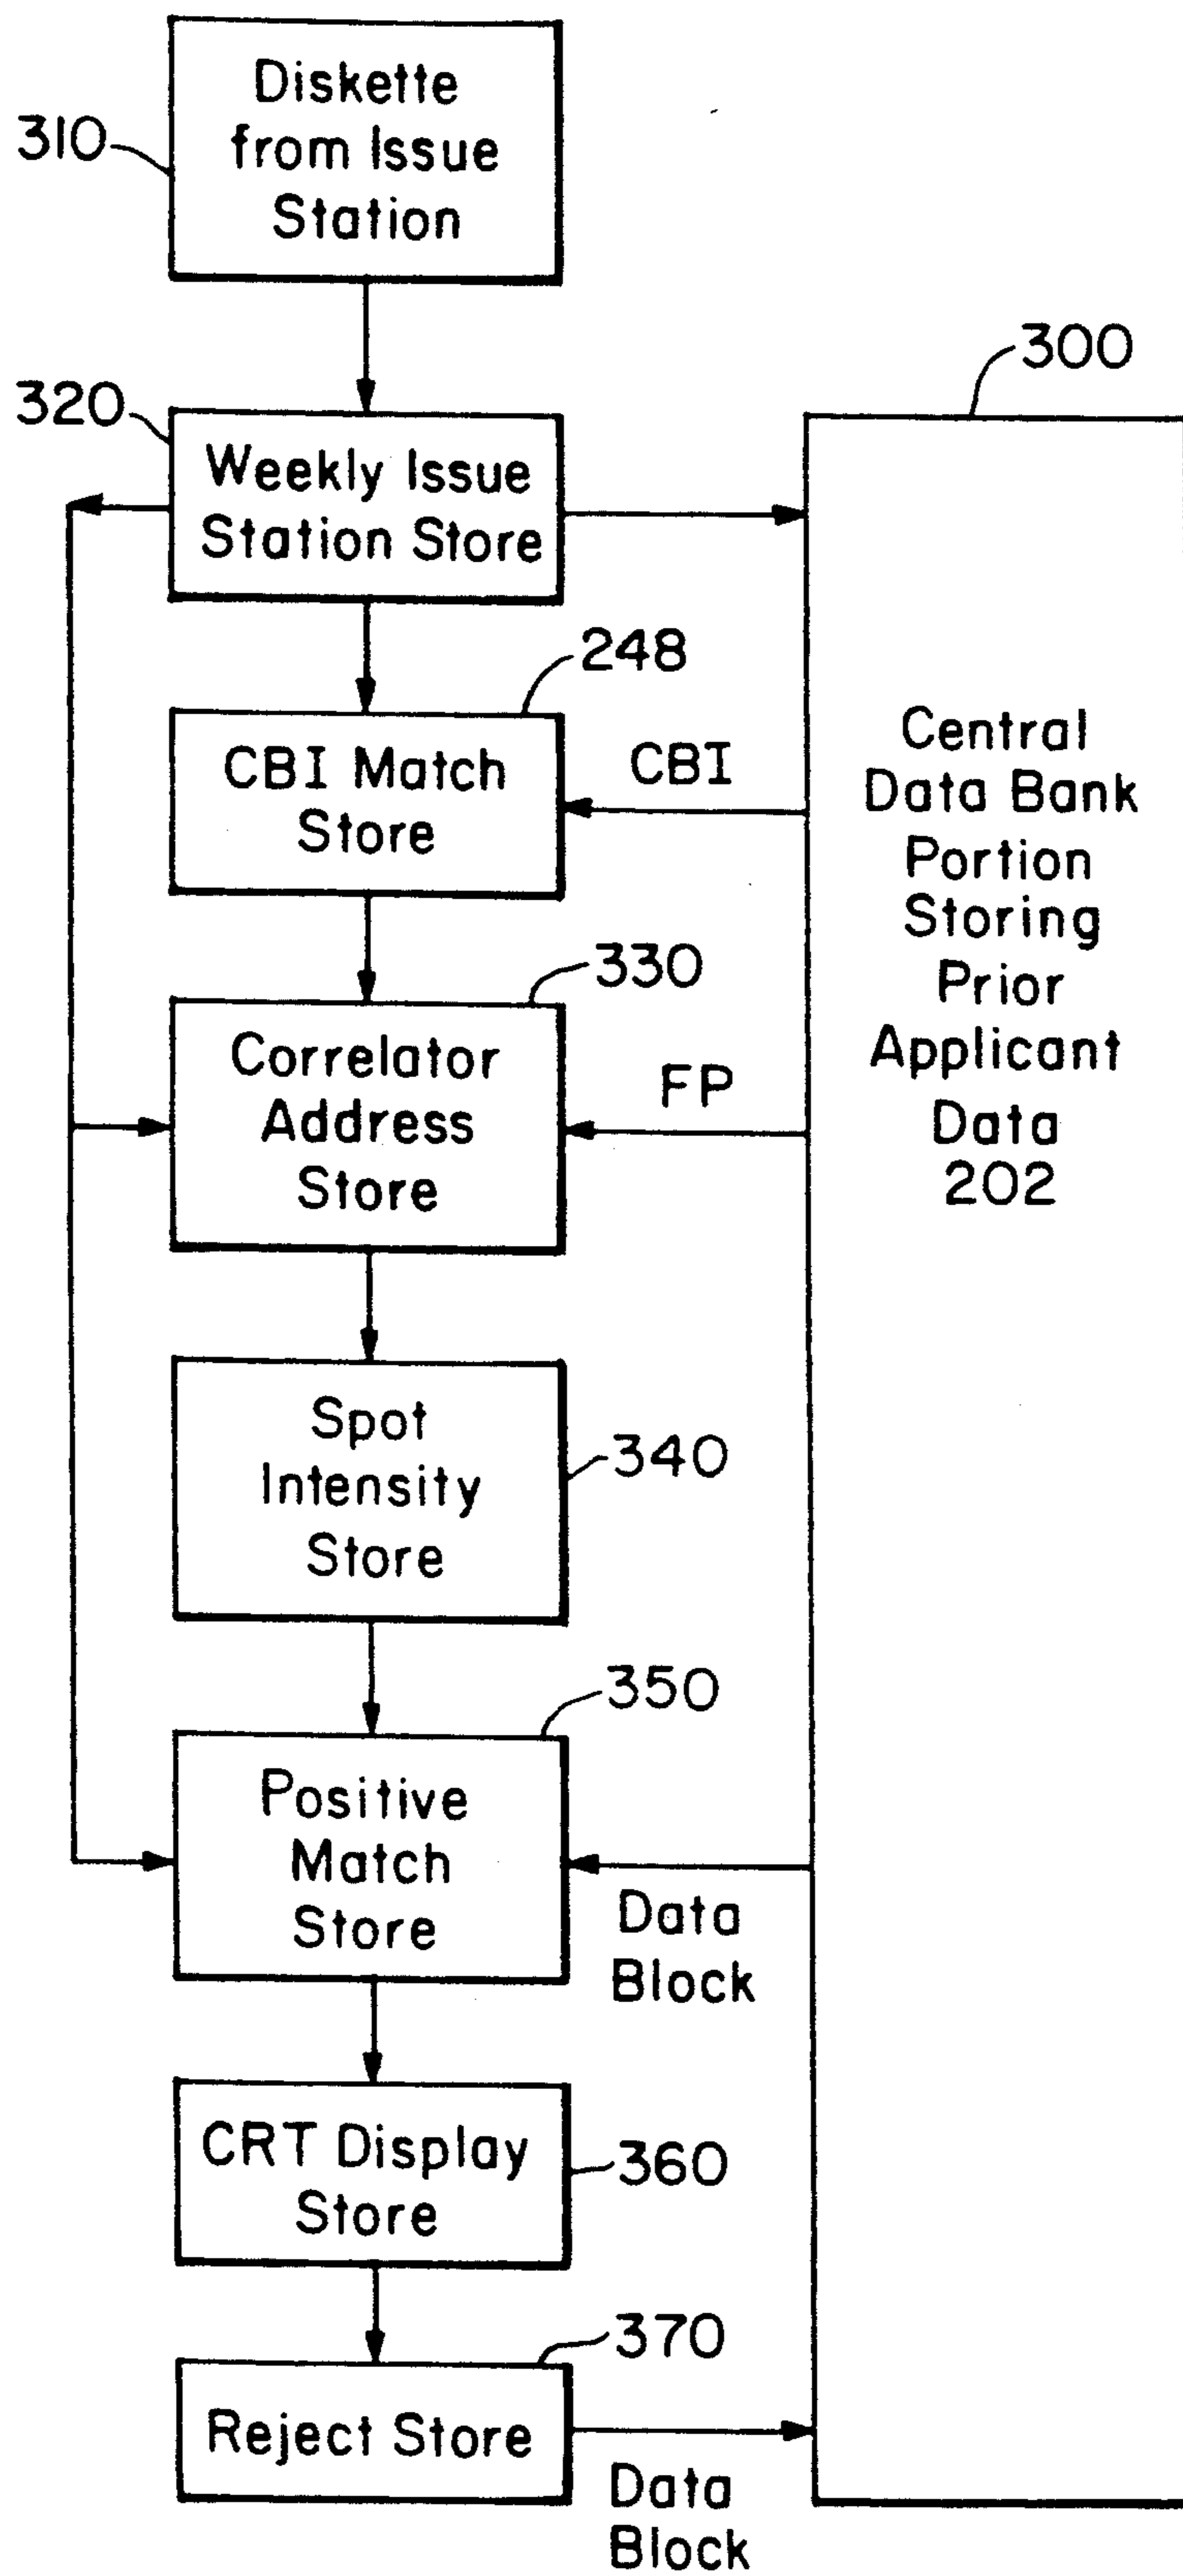 Diskette
from Issue
Station
310
300
320
Weekly Issue
Station Store
248
CBI Match
Store
CBI
Central
Data Bank
Portion
Storing
Prior
Applicant
Data
202
330
Correlator
Address
Store
FP
Spot
Intensity
Store
340
350
Positive
Match
Store
Data
Block
CRT Display
Store
360
370
Reject Store
Data
Block